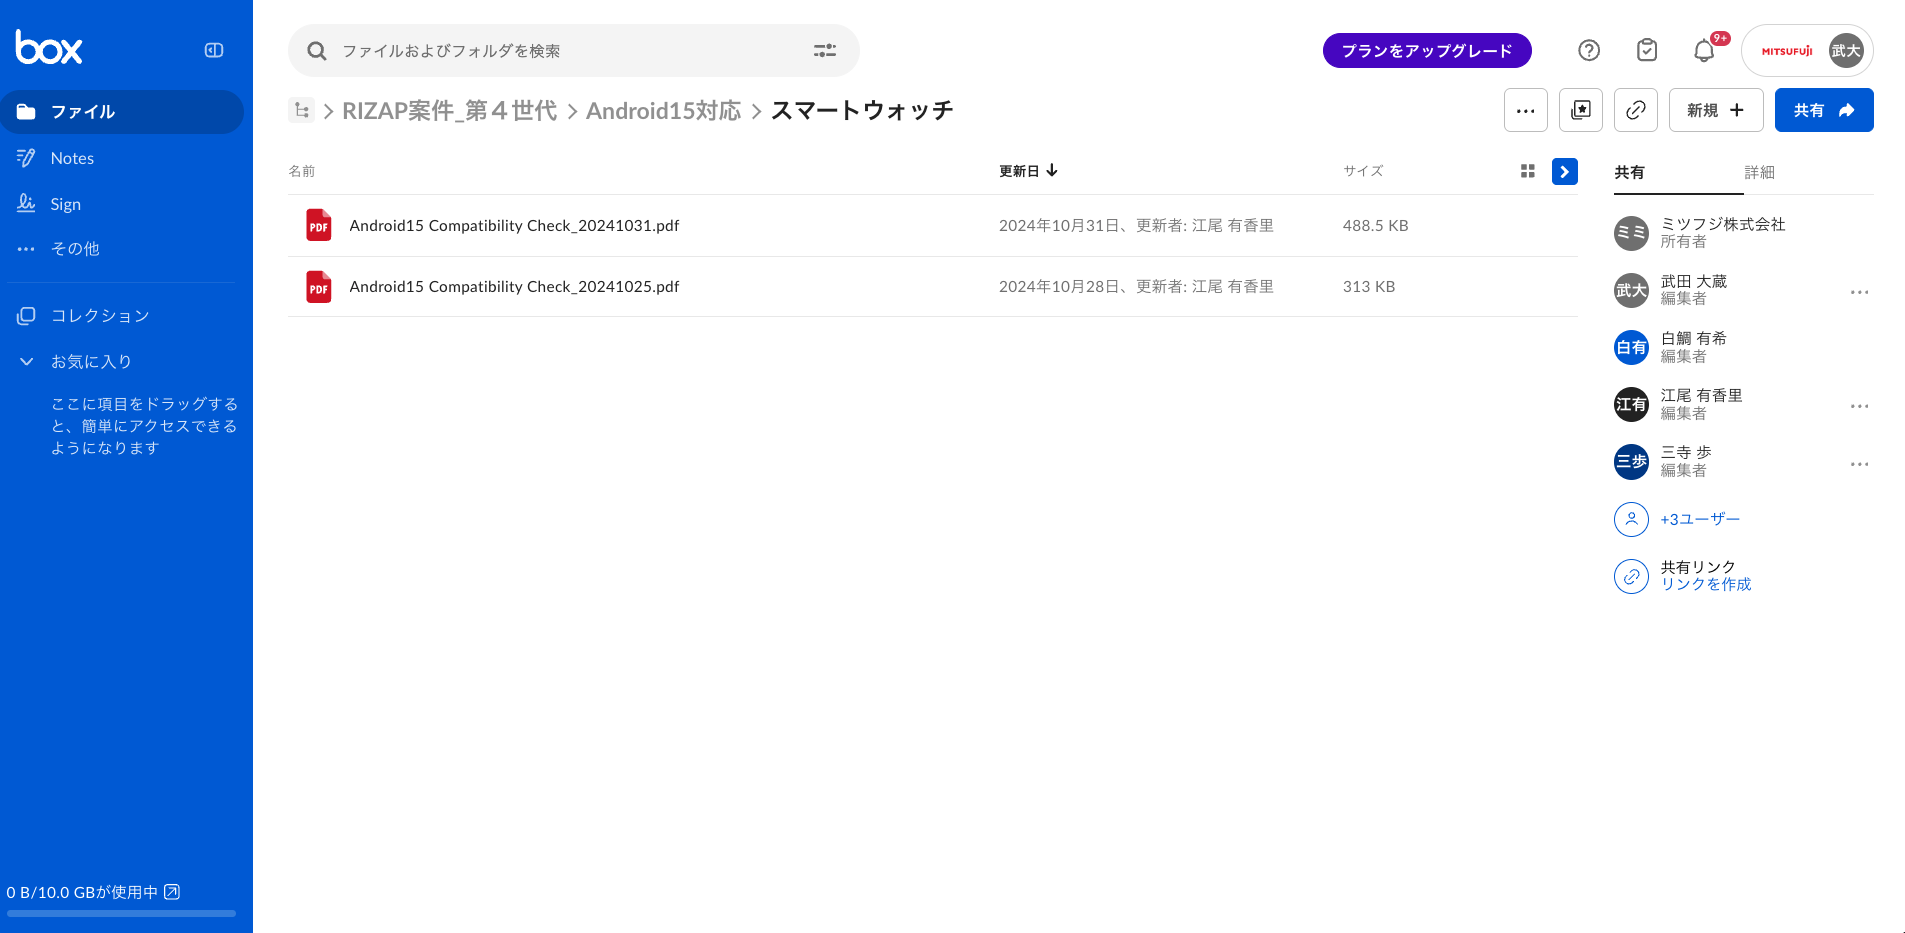 box
ファイルおよびフォルダを検索
プランをアップグレード
9+
MITSUFUJI
武大
ファイル
Notes
Sign
その他
コレクション
お気に入り
ここに項目をドラッグする
と、簡単にアクセスできる
ようになります
0 B/10.0 GBが使用中
RIZAP案件_第４世代 > Android15対応 > スマートウォッチ
新規
共有
名前
更新日
サイズ
PDF
Android15 Compatibility Check_20241031.pdf
2024年10月31日、更新者: 江尾 有香里
488.5 KB
PDF
Android15 Compatibility Check_20241025.pdf
2024年10月28日、更新者: 江尾 有香里
313 KB
共有
詳細
ミミ
ミツフジ株式会社
所有者
武大
武田 大蔵
編集者
白有
白鯛 有希
編集者
江有
江尾 有香里
編集者
三歩
三寺 歩
編集者
+3ユーザー
共有リンク
リンクを作成